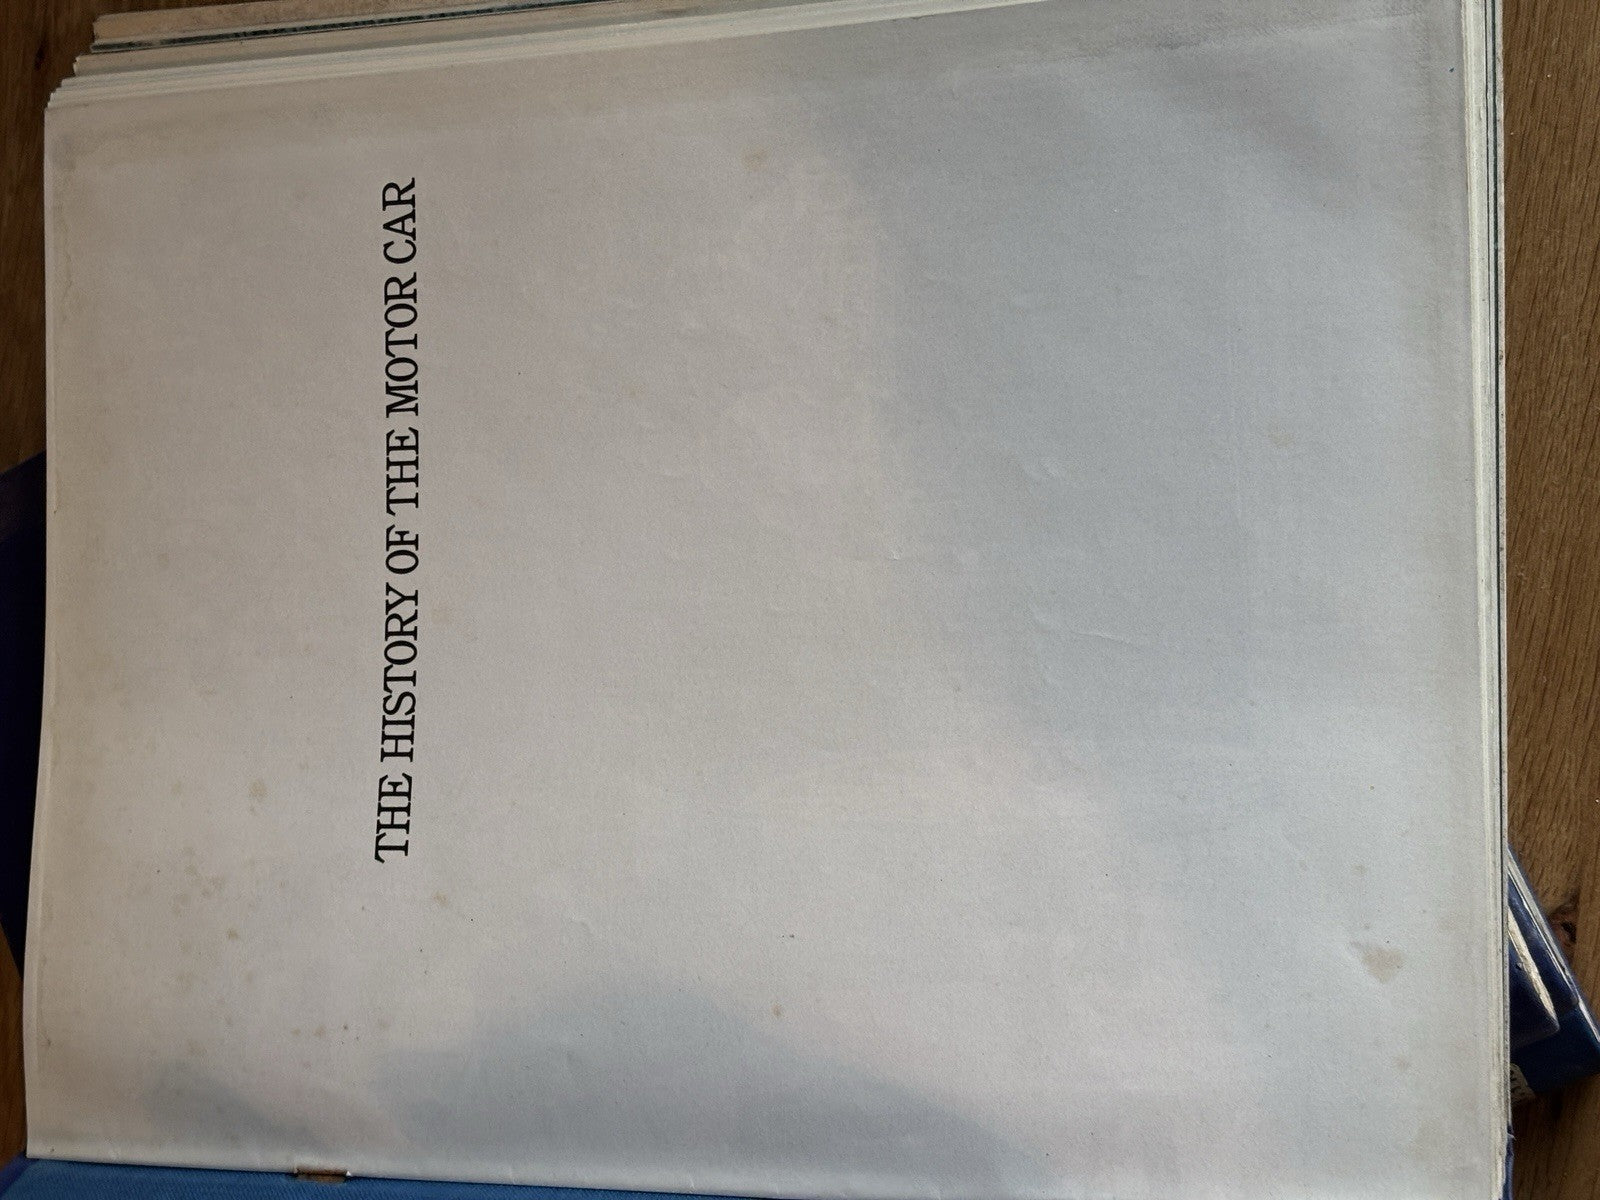 THE HISTORY OF THE MOTOR CAR